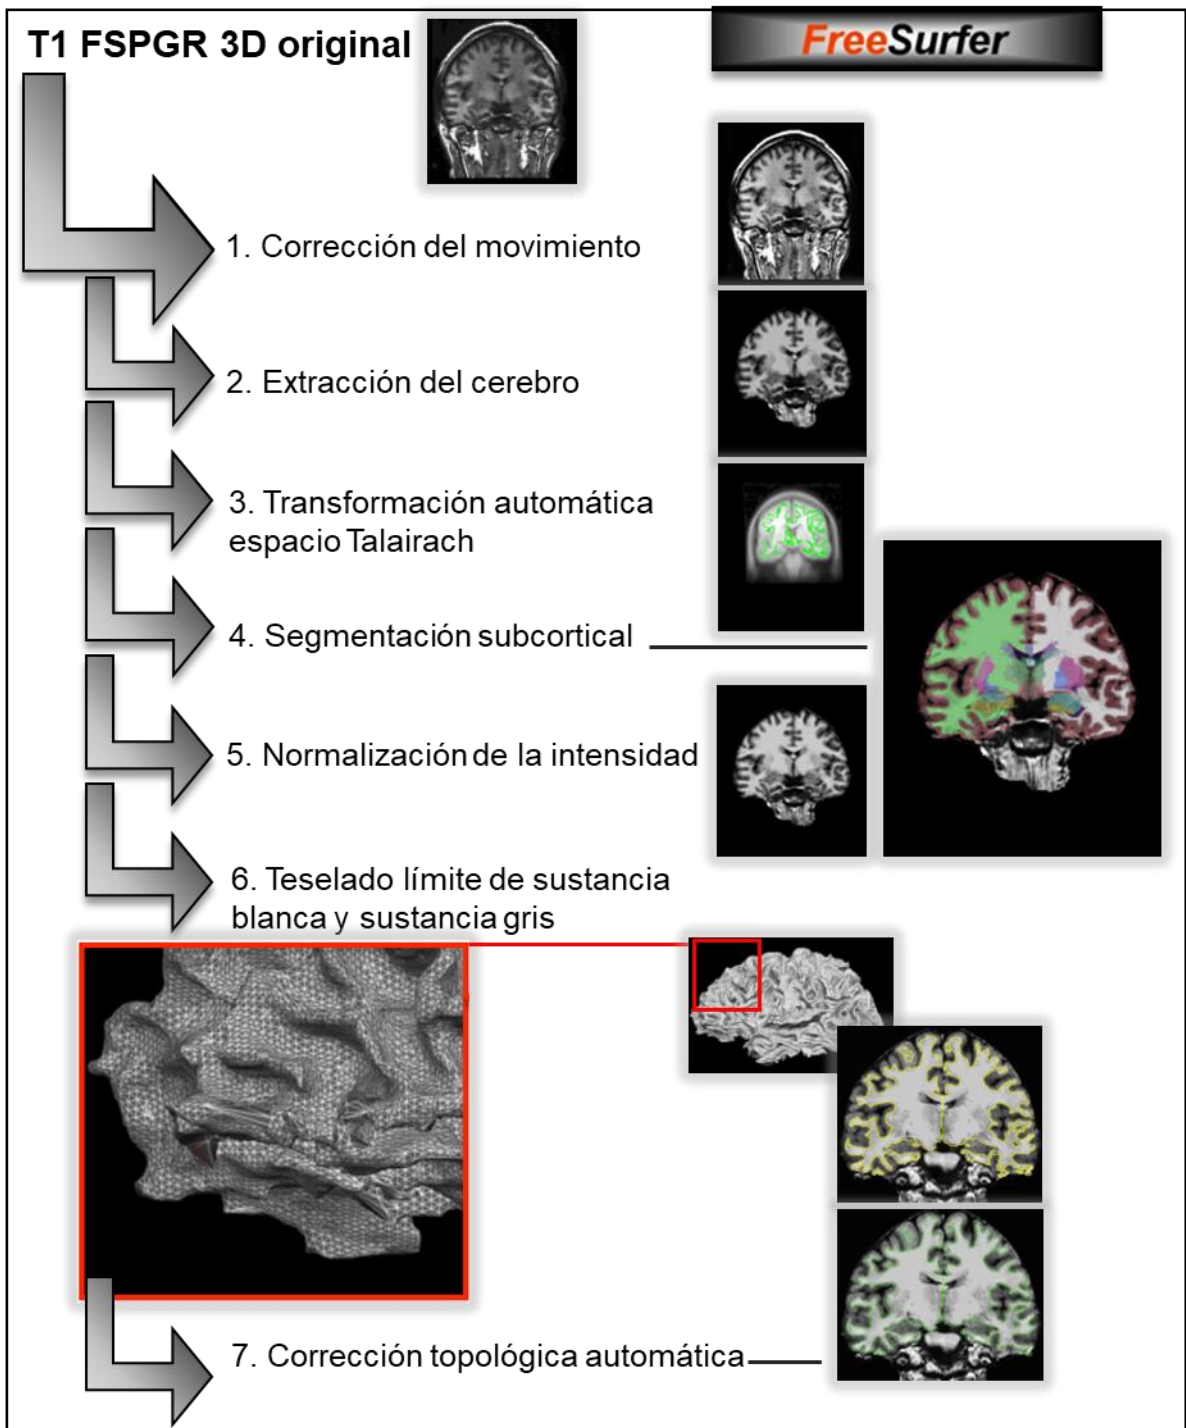 T1 FSPGR 3D original
FreeSurfer
1. Corrección del movimiento
2. Extracción del cerebro
3. Transformación automática
espacio Talairach
4. Segmentación subcortical
5. Normalización de la intensidad
6. Teselado límite de sustancia
blanca y sustancia gris
7. Corrección topológica automática